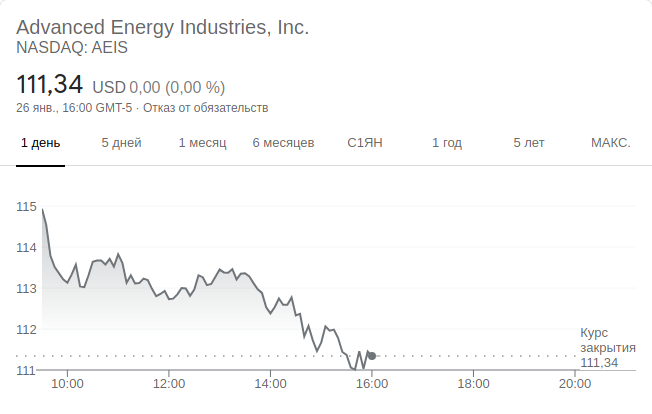 Advanced Energy Industries, Inc.
NASDAQ: AEIS
111,34 USD 0,00 (0,00 %)
26 янв., 16:00 GMT-5 · Отказ от обязательств
1 день 5 дней 1 месяц 6 месяцев С1ЯН 1 год 5 лет МАКС.
115
114
113
112
111
Курс
закрытия
111,34
10:00 12:00 14:00 16:00 18:00 20:00